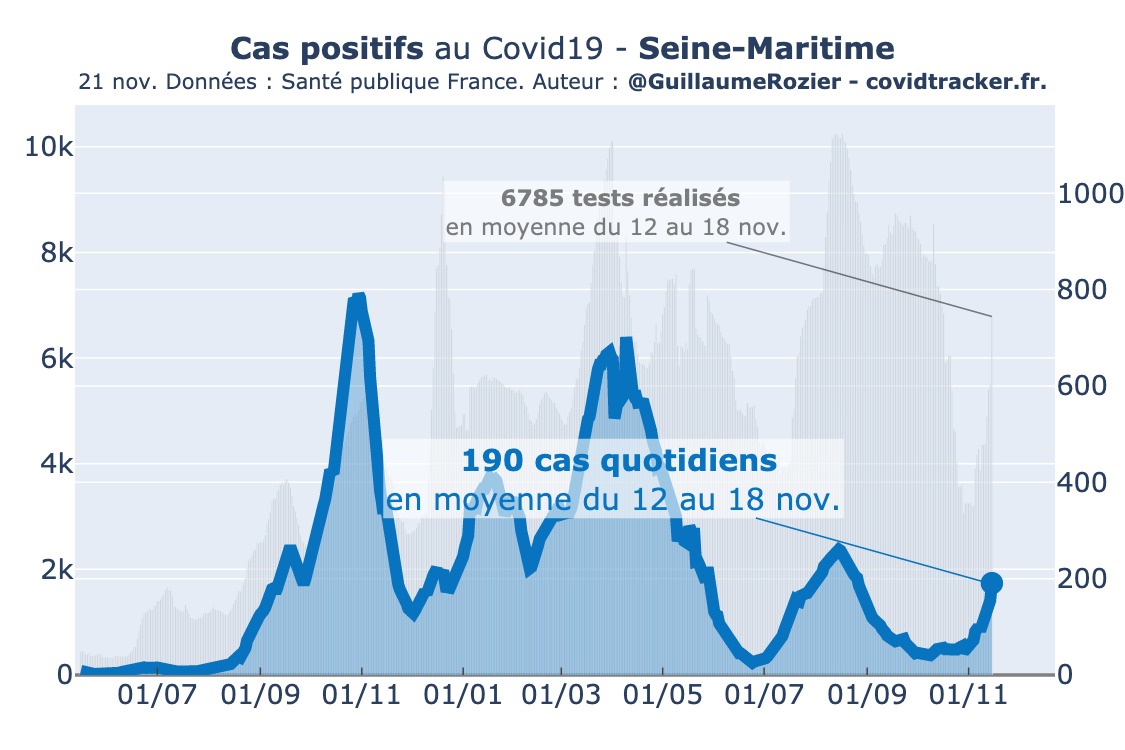 Cas positifs au Covid19 - Seine-Maritime
21 nov. Données : Santé publique France. Auteur : @GuillaumeRozier - covidtracker.fr.
10k
8k
6k
4k
2k
0
1000
800
600
400
200
0
6785 tests réalisés
en moyenne du 12 au 18 nov.
190 cas quotidiens
en moyenne du 12 au 18 nov.
01/07 01/09 01/11 01/01 01/03 01/05 01/07 01/09 01/11